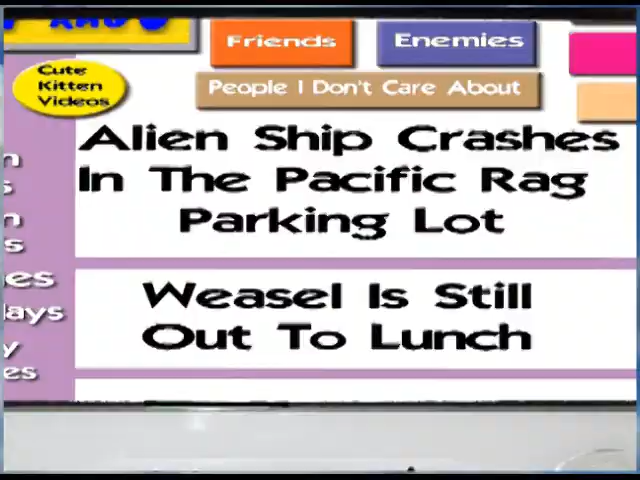 Friends
Enemies
Cute
Kitten
Videos
People I Don't Care About
Alien Ship Crashes
In The Pacific Rag
Parking Lot
Weasel Is Still
Out To Lunch